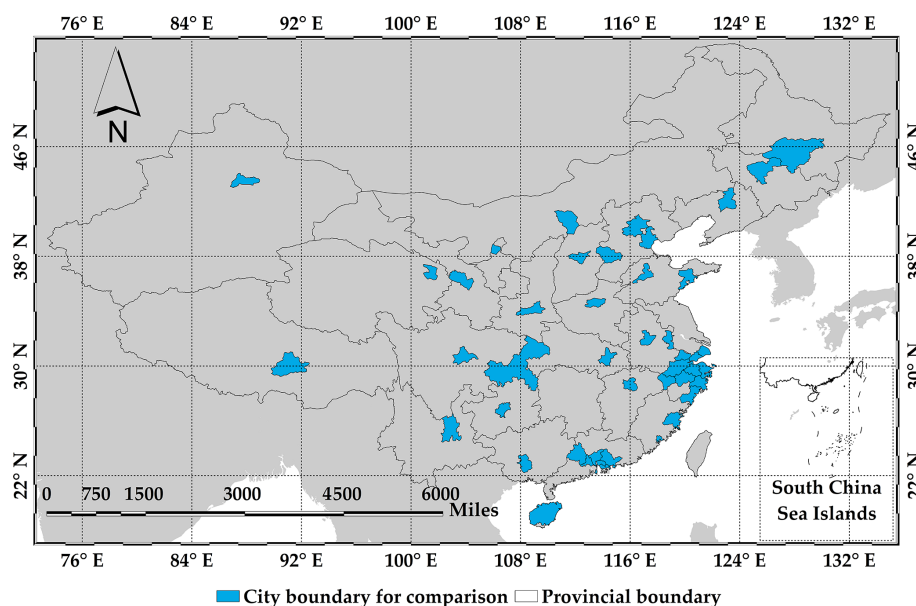 76° E 84° E 92° E 100° E 108° E 116° E 124° E 132° E
N
46° N 46° N
38° N 38° N
30° N 30° N
22° N 22° N
0 750 1500 3000 4500 6000
Miles
South China
Sea Islands
76° E 84° E 92° E 100° E 108° E 116° E 124° E 132° E
City boundary for comparison Provincial boundary